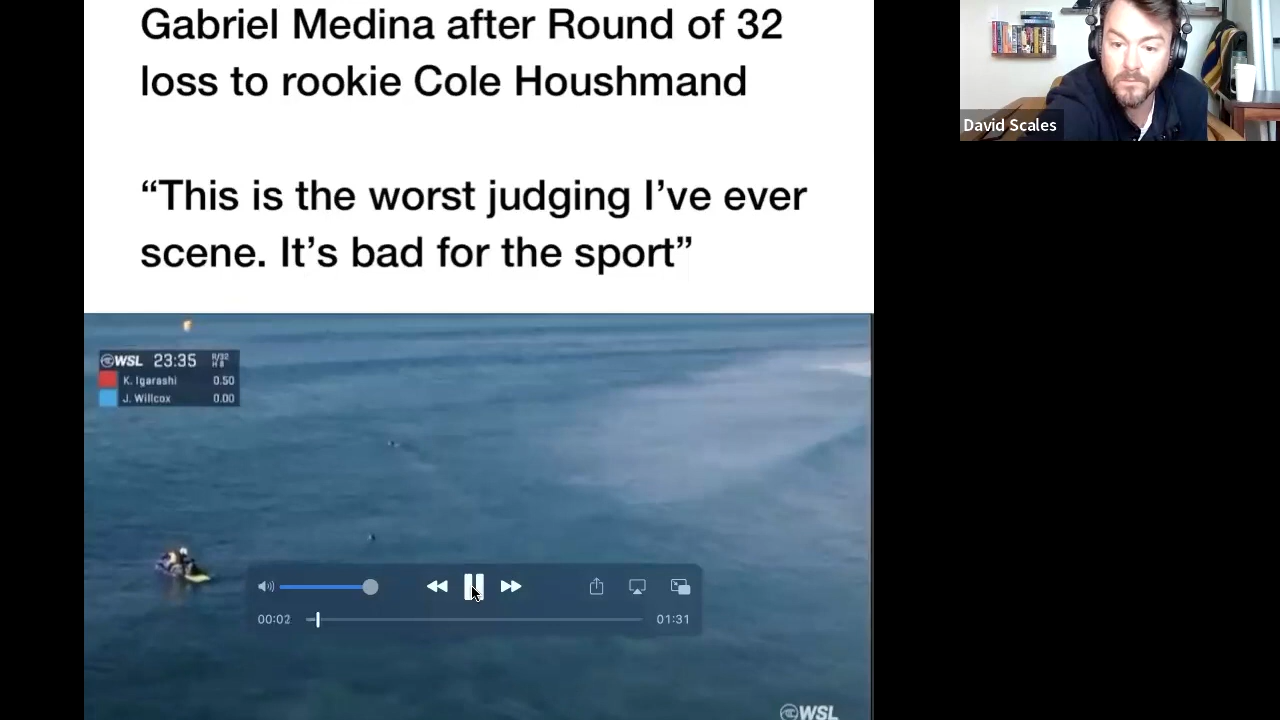 Gabriel Medina after Round of 32
loss to rookie Cole Houshmand
“This is the worst judging I’ve ever
scene. It’s bad for the sport”
David Scales
WSL 23:35 R/32
H 8
K. Igarashi 0.50
J. Willcox 0.00
00:02 01:31
WSL